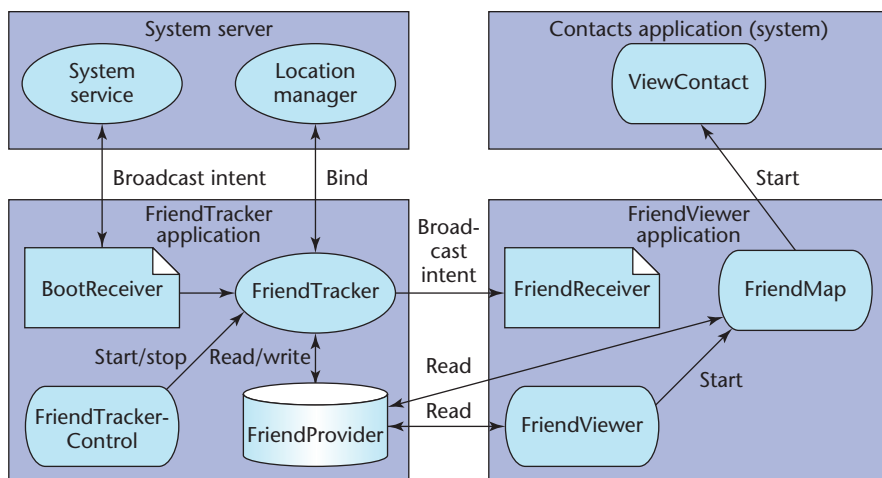 System server
System
service
Location
manager
Contacts application (system)
ViewContact
Broadcast intent
Bind
Start
FriendTracker
application
BootReceiver
FriendTracker
Start/stop
Read/write
FriendTracker-
Control
FriendProvider
Broad-
cast
intent
Read
Read
FriendViewer
application
FriendReceiver
FriendMap
Start
FriendViewer